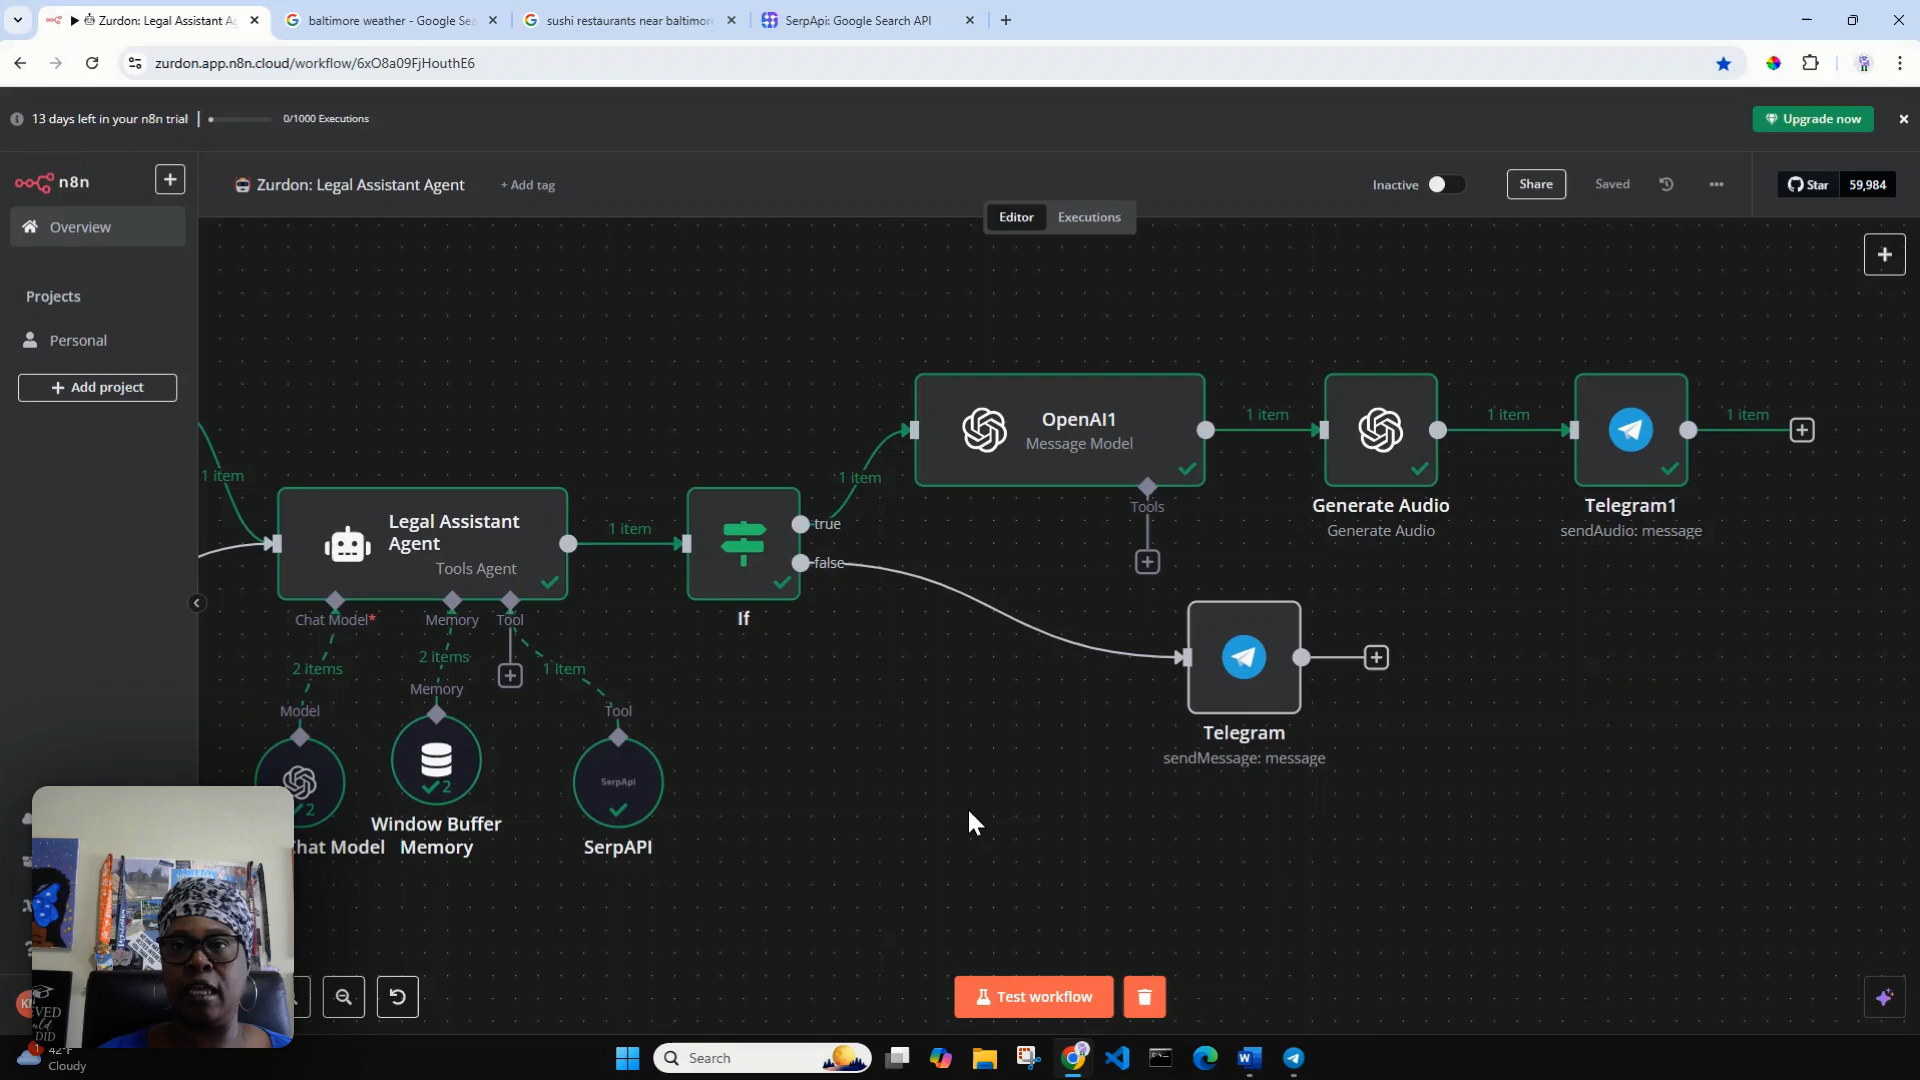 Zurdon: Legal Assistant A
baltimore weather - Google Sea
sushi restaurants near baltimor
SerpApi: Google Search API
zurdon.app.n8n.cloud/workflow/6xO8a09FjHouthE6
13 days left in your n8n trial
0/1000 Executions
Upgrade now
n8n
Zurdon: Legal Assistant Agent
+ Add tag
Inactive
Share
Saved
Star
59,984
Editor
Executions
Overview
Projects
Personal
+ Add project
1 item
Legal Assistant
Agent
Tools Agent
1 item
true
false
If
1 item
OpenAI1
Message Model
Tools
1 item
Generate Audio
Generate Audio
1 item
Telegram1
sendAudio: message
1 item
Telegram
sendMessage: message
Chat Model*
Memory
Tool
2 items
2 items
1 item
Model
Memory
Tool
2
2
SerpApi
hat Model
Window Buffer
Memory
SerpAPI
Test workflow
1
42°F
Cloudy
Search